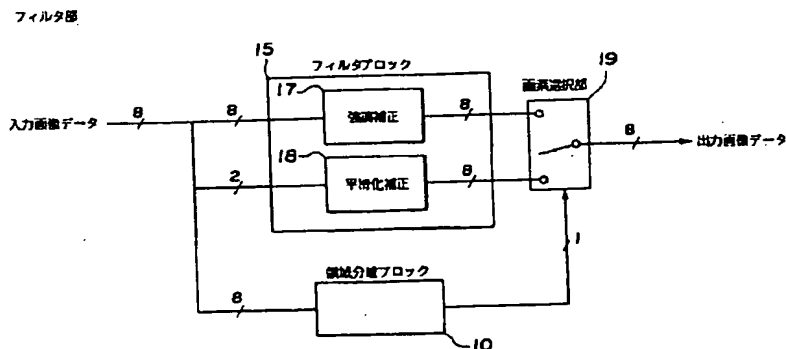 フィルタ部
15
フィルタブロック
17
強調補正
18
平滑化補正
画素選択部
19
入力画像データ
8
8
8
2
8
8
出力画像データ
1
領域分離ブロック
8
10